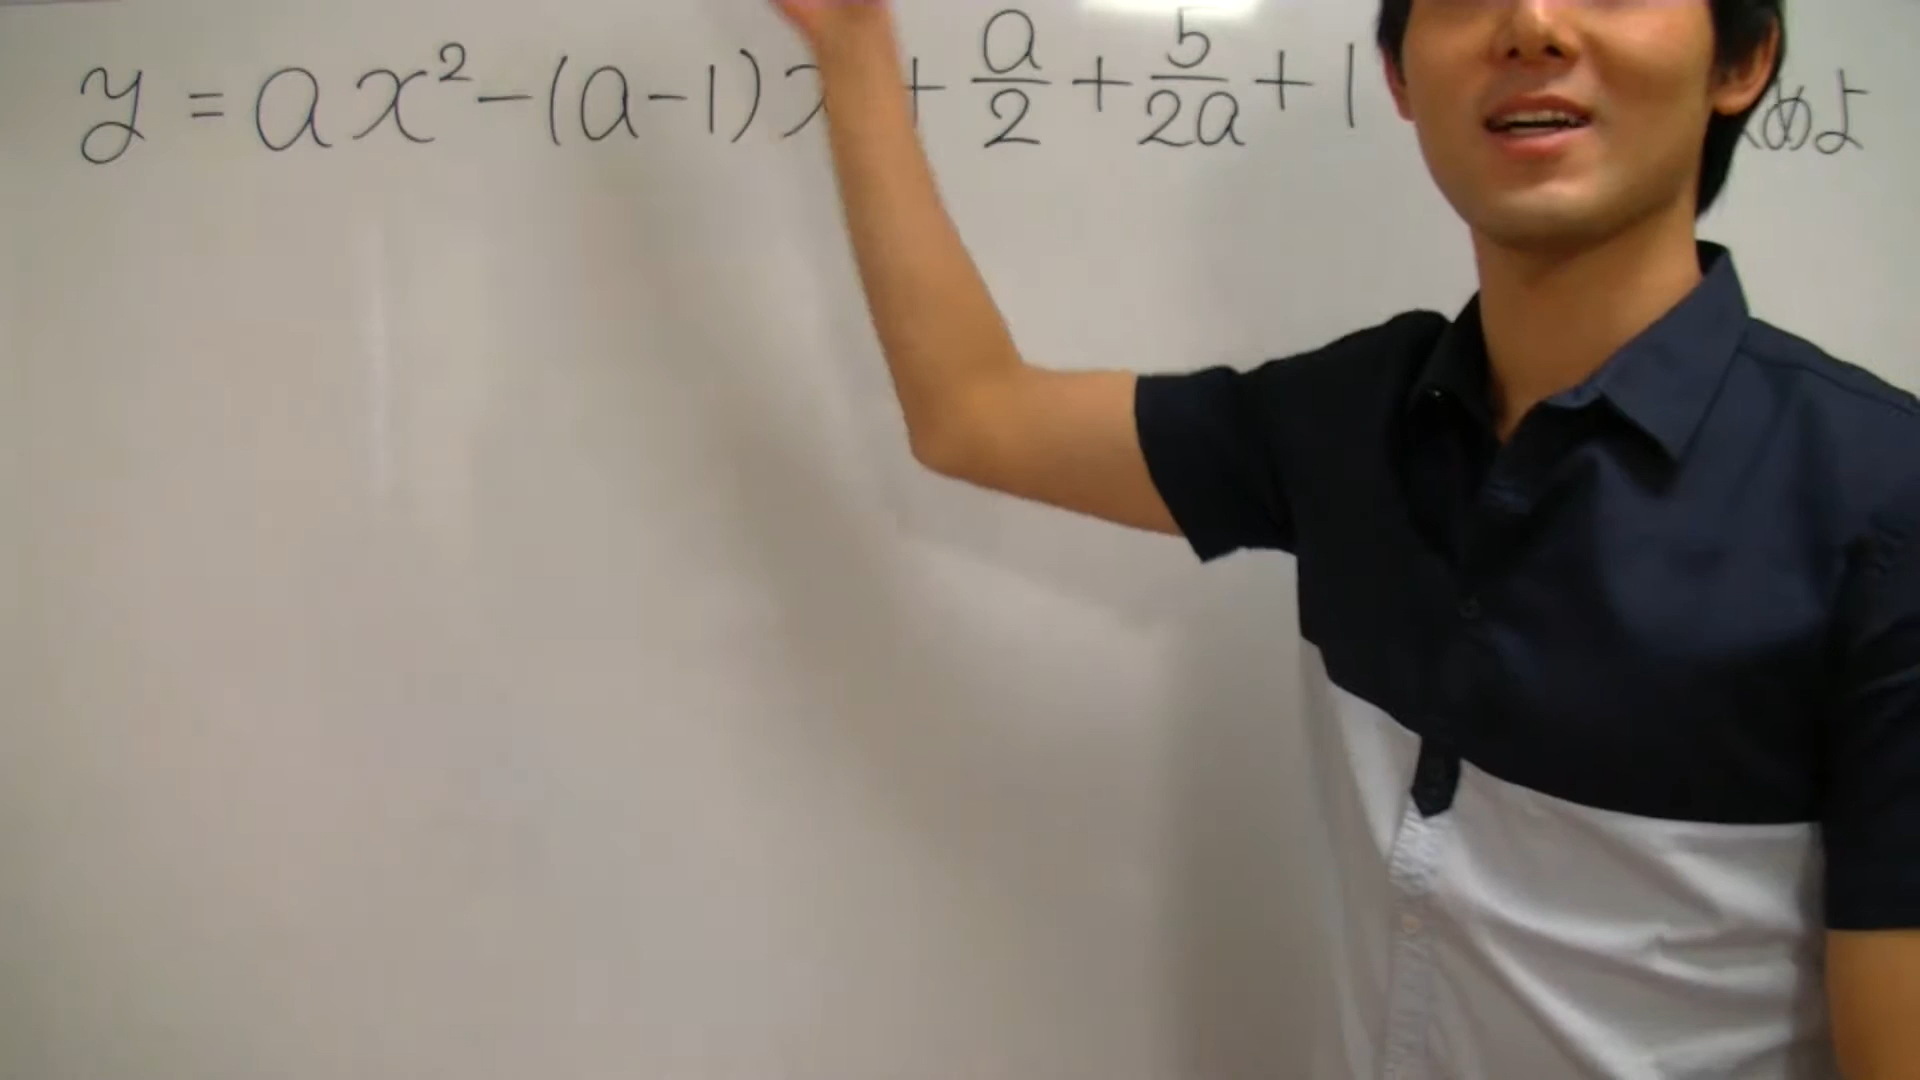 y = ax² - (a-1)x + a/2 + 5/2a + 1 めよ